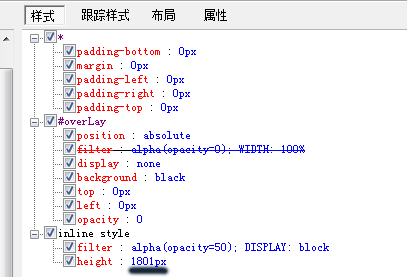 样式 跟踪样式 布局 属性
*
padding-bottom : 0px
margin : 0px
padding-left : 0px
padding-right : 0px
padding-top : 0px
#overLay
position : absolute
filter : alpha(opacity=0); WIDTH: 100%
display : none
background : black
top : 0px
left : 0px
opacity : 0
inline style
filter : alpha(opacity=50); DISPLAY: block
height : 1801px